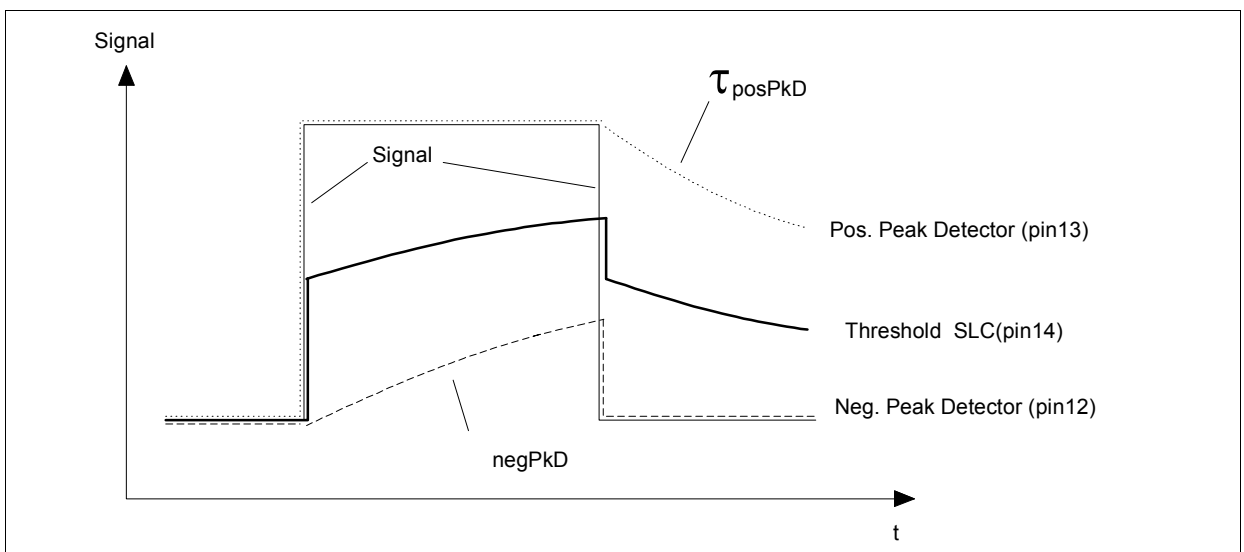 Signal
τposPkD
Signal
Pos. Peak Detector (pin13)
Threshold SLC(pin14)
Neg. Peak Detector (pin12)
negPkD
t